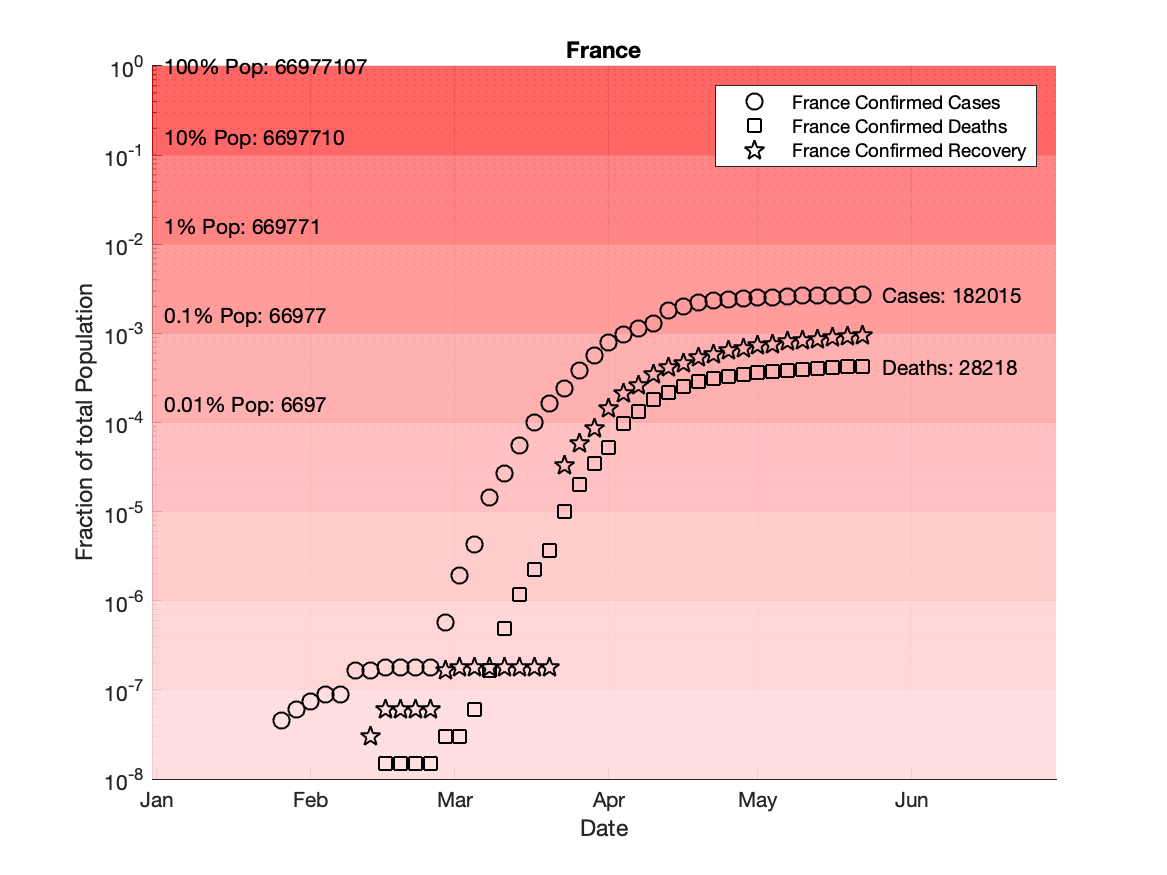 France
10^0
100% Pop: 66977107
France Confirmed Cases
France Confirmed Deaths
France Confirmed Recovery
10% Pop: 6697710
10^-1
1% Pop: 669771
10^-2
Cases: 182015
0.1% Pop: 66977
10^-3
Deaths: 28218
0.01% Pop: 6697
10^-4
10^-5
10^-6
10^-7
10^-8
Fraction of total Population
Jan Feb Mar Apr May Jun
Date